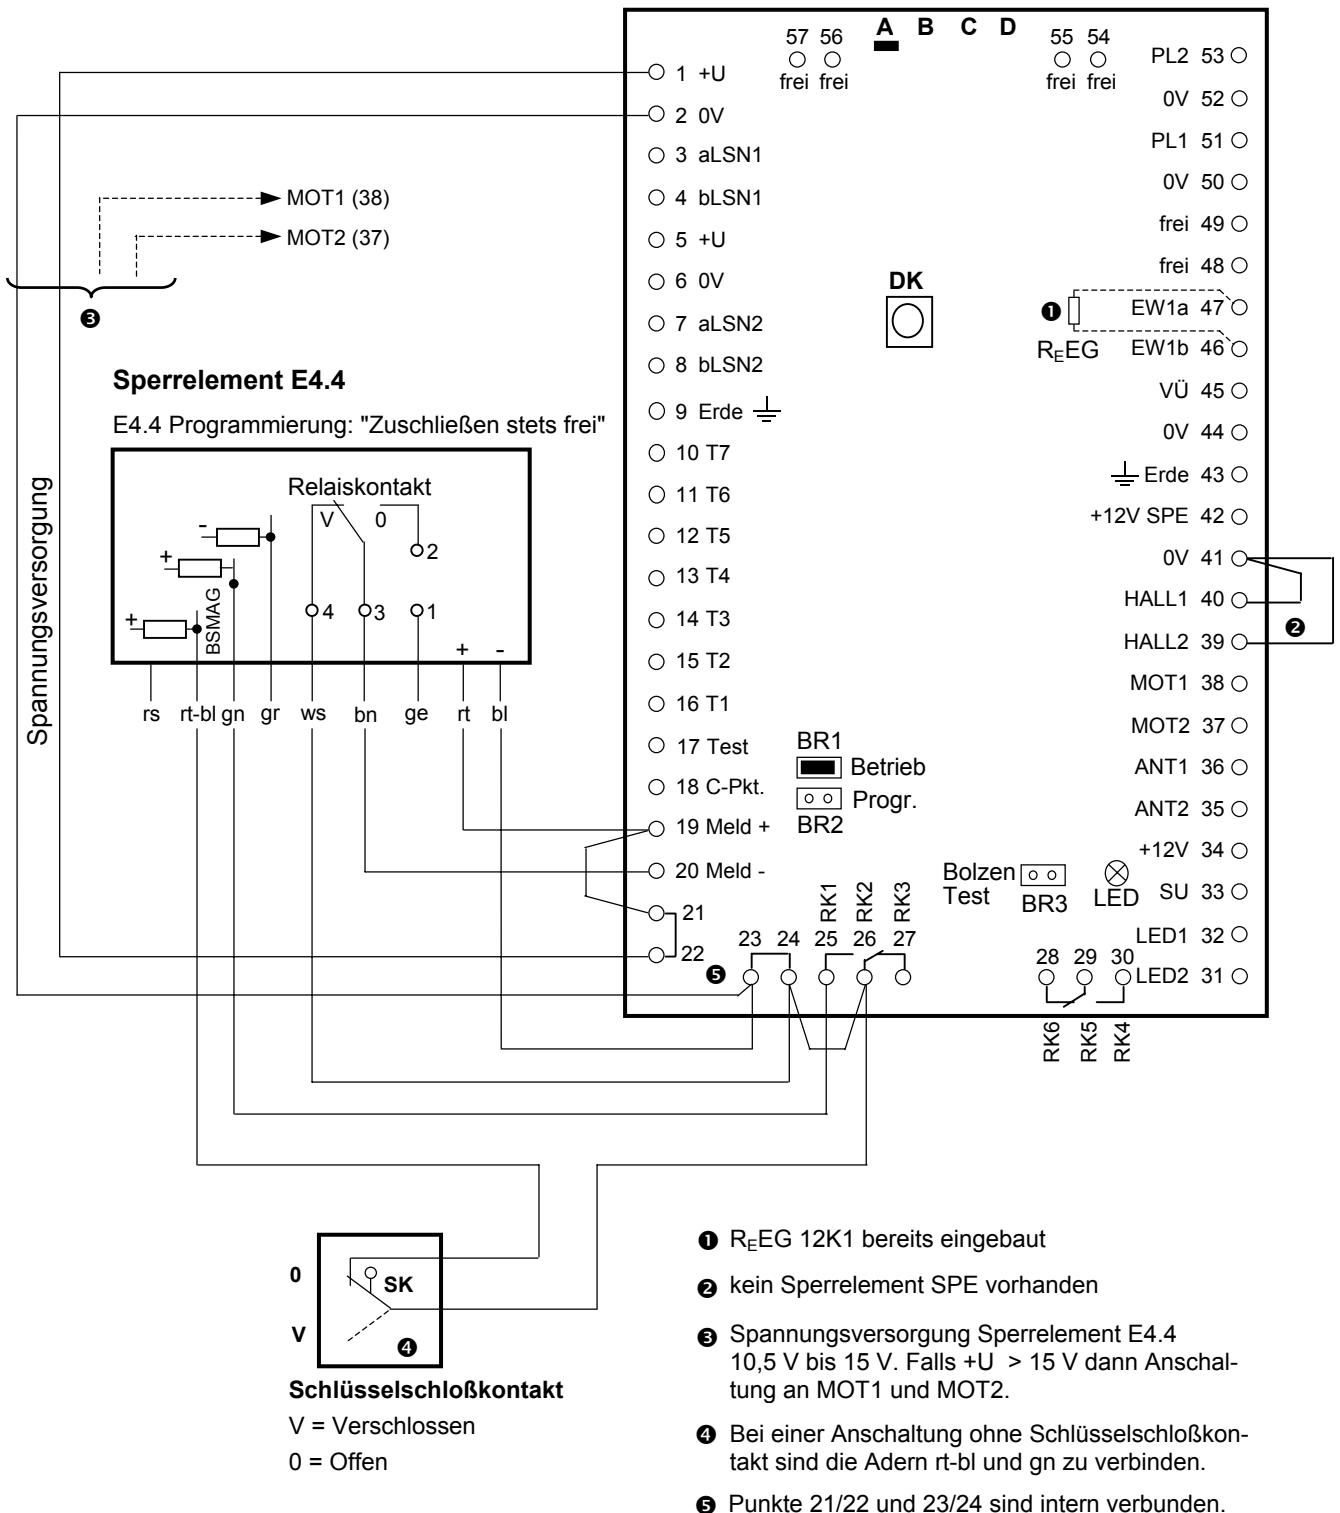 A B C D
57 56
frei frei
55 54
frei frei
1 +U
2 0V
3 aLSN1
4 bLSN1
5 +U
6 0V
7 aLSN2
8 bLSN2
9 Erde
10 T7
11 T6
12 T5
13 T4
14 T3
15 T2
16 T1
17 Test
18 C-Pkt.
19 Meld +
20 Meld -
21
22
PL2 53
0V 52
PL1 51
0V 50
frei 49
frei 48
EW1a 47
EW1b 46
VÜ 45
0V 44
Erde 43
+12V SPE 42
0V 41
HALL1 40
HALL2 39
MOT1 38
MOT2 37
ANT1 36
ANT2 35
+12V 34
SU 33
LED1 32
LED2 31
DK
❶
REEG
❷
MOT1 (38)
MOT2 (37)
❸
Sperrelement E4.4
E4.4 Programmierung: "Zuschließen stets frei"
Spannungsversorgung
Relaiskontakt
V 0
-
+
+
BSMAG
2
4 3 1
+ -
rs rt-bl gn gr ws bn ge rt bl
BR1
Betrieb
Progr.
BR2
Bolzen
Test
BR3
LED
RK1 RK2 RK3
23 24 25 26 27
❺
28 29 30
RK6 RK5 RK4
0
SK
V
❹
Schlüsselschloßkontakt
V = Verschlossen
0 = Offen
❶ REEG 12K1 bereits eingebaut
❷ kein Sperrelement SPE vorhanden
❸ Spannungsversorgung Sperrelement E4.4
10,5 V bis 15 V. Falls +U > 15 V dann Anschal-
tung an MOT1 und MOT2.
❹ Bei einer Anschaltung ohne Schlüsselschloßkon-
takt sind die Adern rt-bl und gn zu verbinden.
❺ Punkte 21/22 und 23/24 sind intern verbunden.